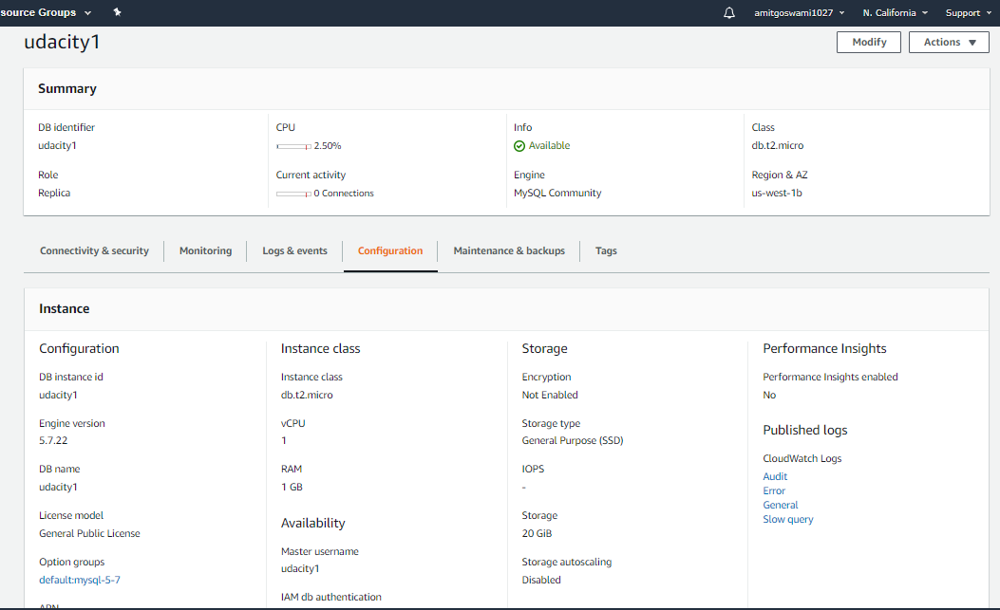 source Groups
amitgoswami1027
N. California
Support
udacity1
Modify
Actions
Summary
DB identifier
udacity1
CPU
2.50%
Info
Available
Class
db.t2.micro
Role
Replica
Current activity
0 Connections
Engine
MySQL Community
Region & AZ
us-west-1b
Connectivity & security
Monitoring
Logs & events
Configuration
Maintenance & backups
Tags
Instance
Configuration
DB instance id
udacity1
Engine version
5.7.22
DB name
udacity1
License model
General Public License
Option groups
default:mysql-5-7
ARN
Instance class
Instance class
db.t2.micro
vCPU
1
RAM
1 GB
Availability
Master username
udacity1
IAM db authentication
Storage
Encryption
Not Enabled
Storage type
General Purpose (SSD)
IOPS
-
Storage
20 GiB
Storage autoscaling
Disabled
Performance Insights
Performance Insights enabled
No
Published logs
CloudWatch Logs
Audit
Error
General
Slow query